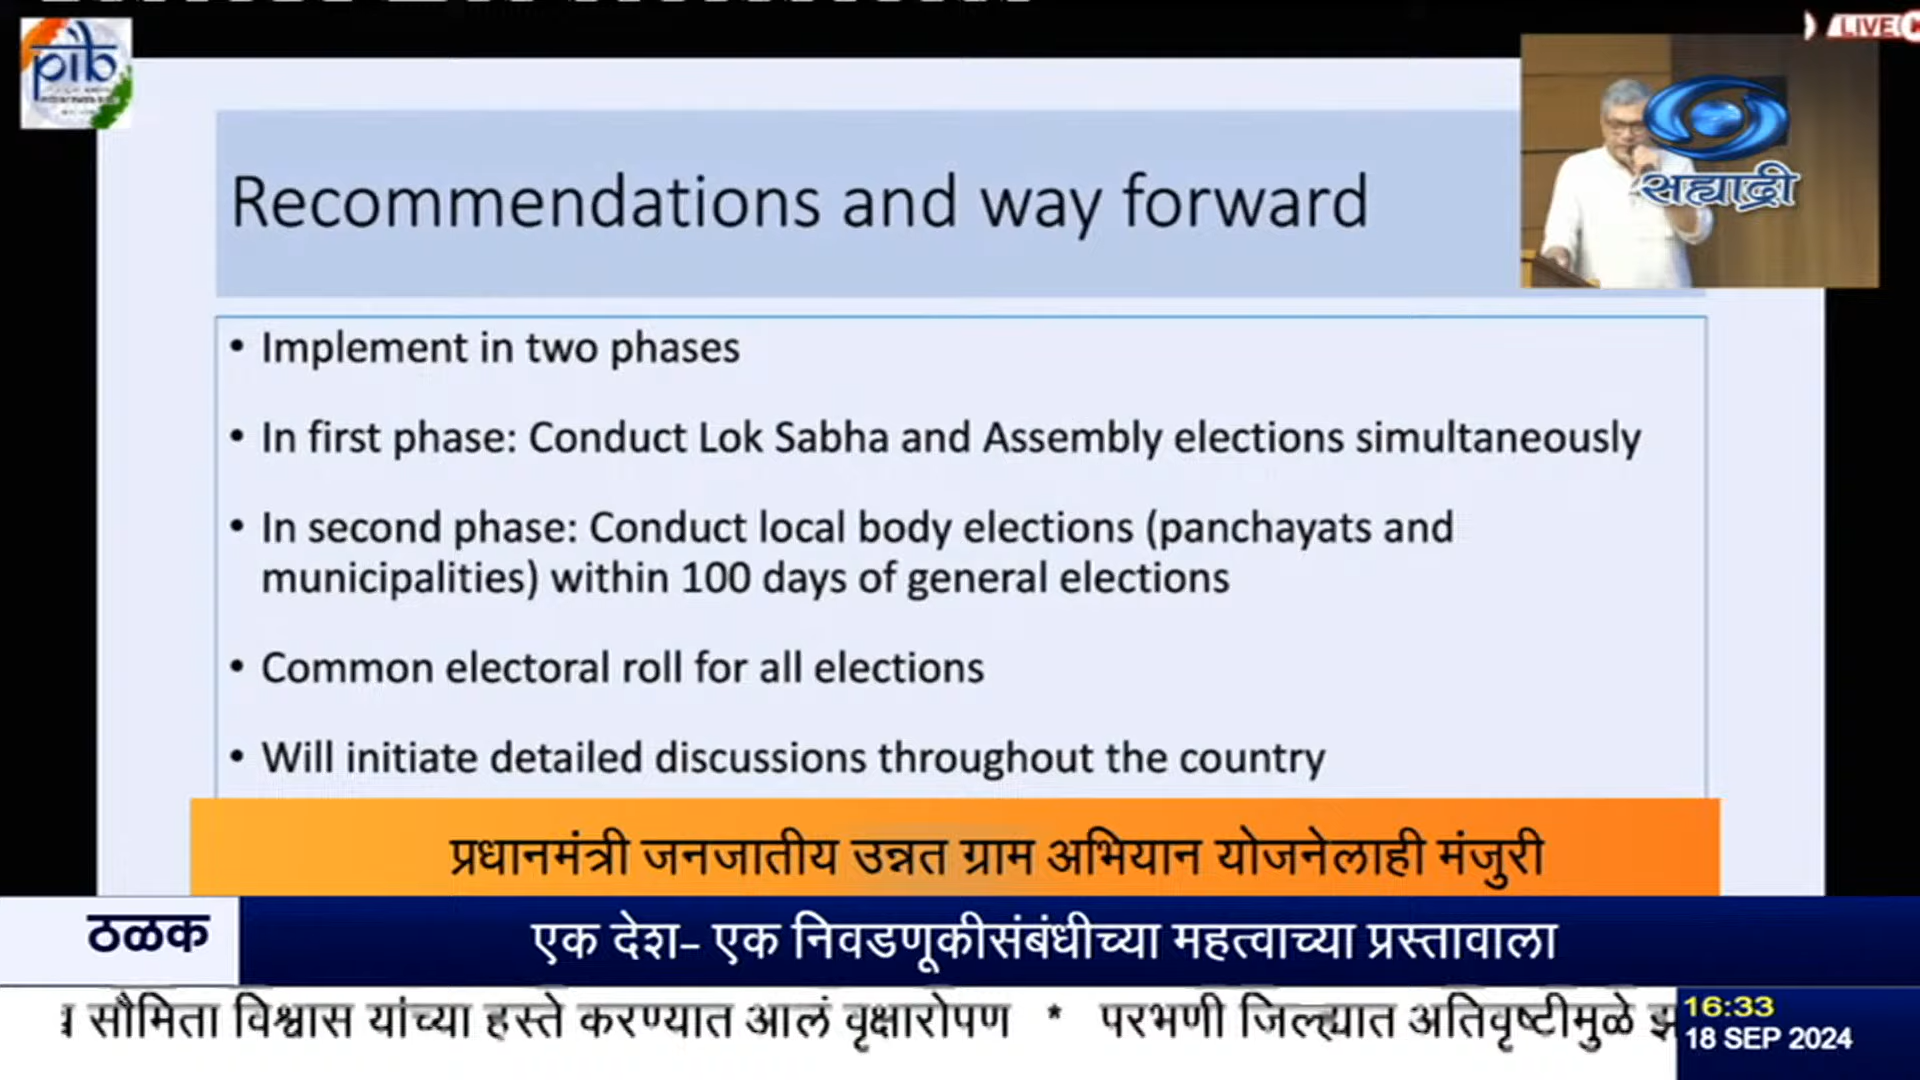 pib
LIVE
सह्याद्री
Recommendations and way forward
• Implement in two phases
• In first phase: Conduct Lok Sabha and Assembly elections simultaneously
• In second phase: Conduct local body elections (panchayats and
municipalities) within 100 days of general elections
• Common electoral roll for all elections
• Will initiate detailed discussions throughout the country
प्रधानमंत्री जनजातीय उन्नत ग्राम अभियान योजनेलाही मंजुरी
ठळक
एक देश– एक निवडणूकीसंबंधीच्या महत्वाच्या प्रस्तावाला
सौमिता विश्वास यांच्या हस्ते करण्यात आलं वृक्षारोपण * परभणी जिल्ह्यात अतिवृष्टीमुळे
16:33
18 SEP 2024